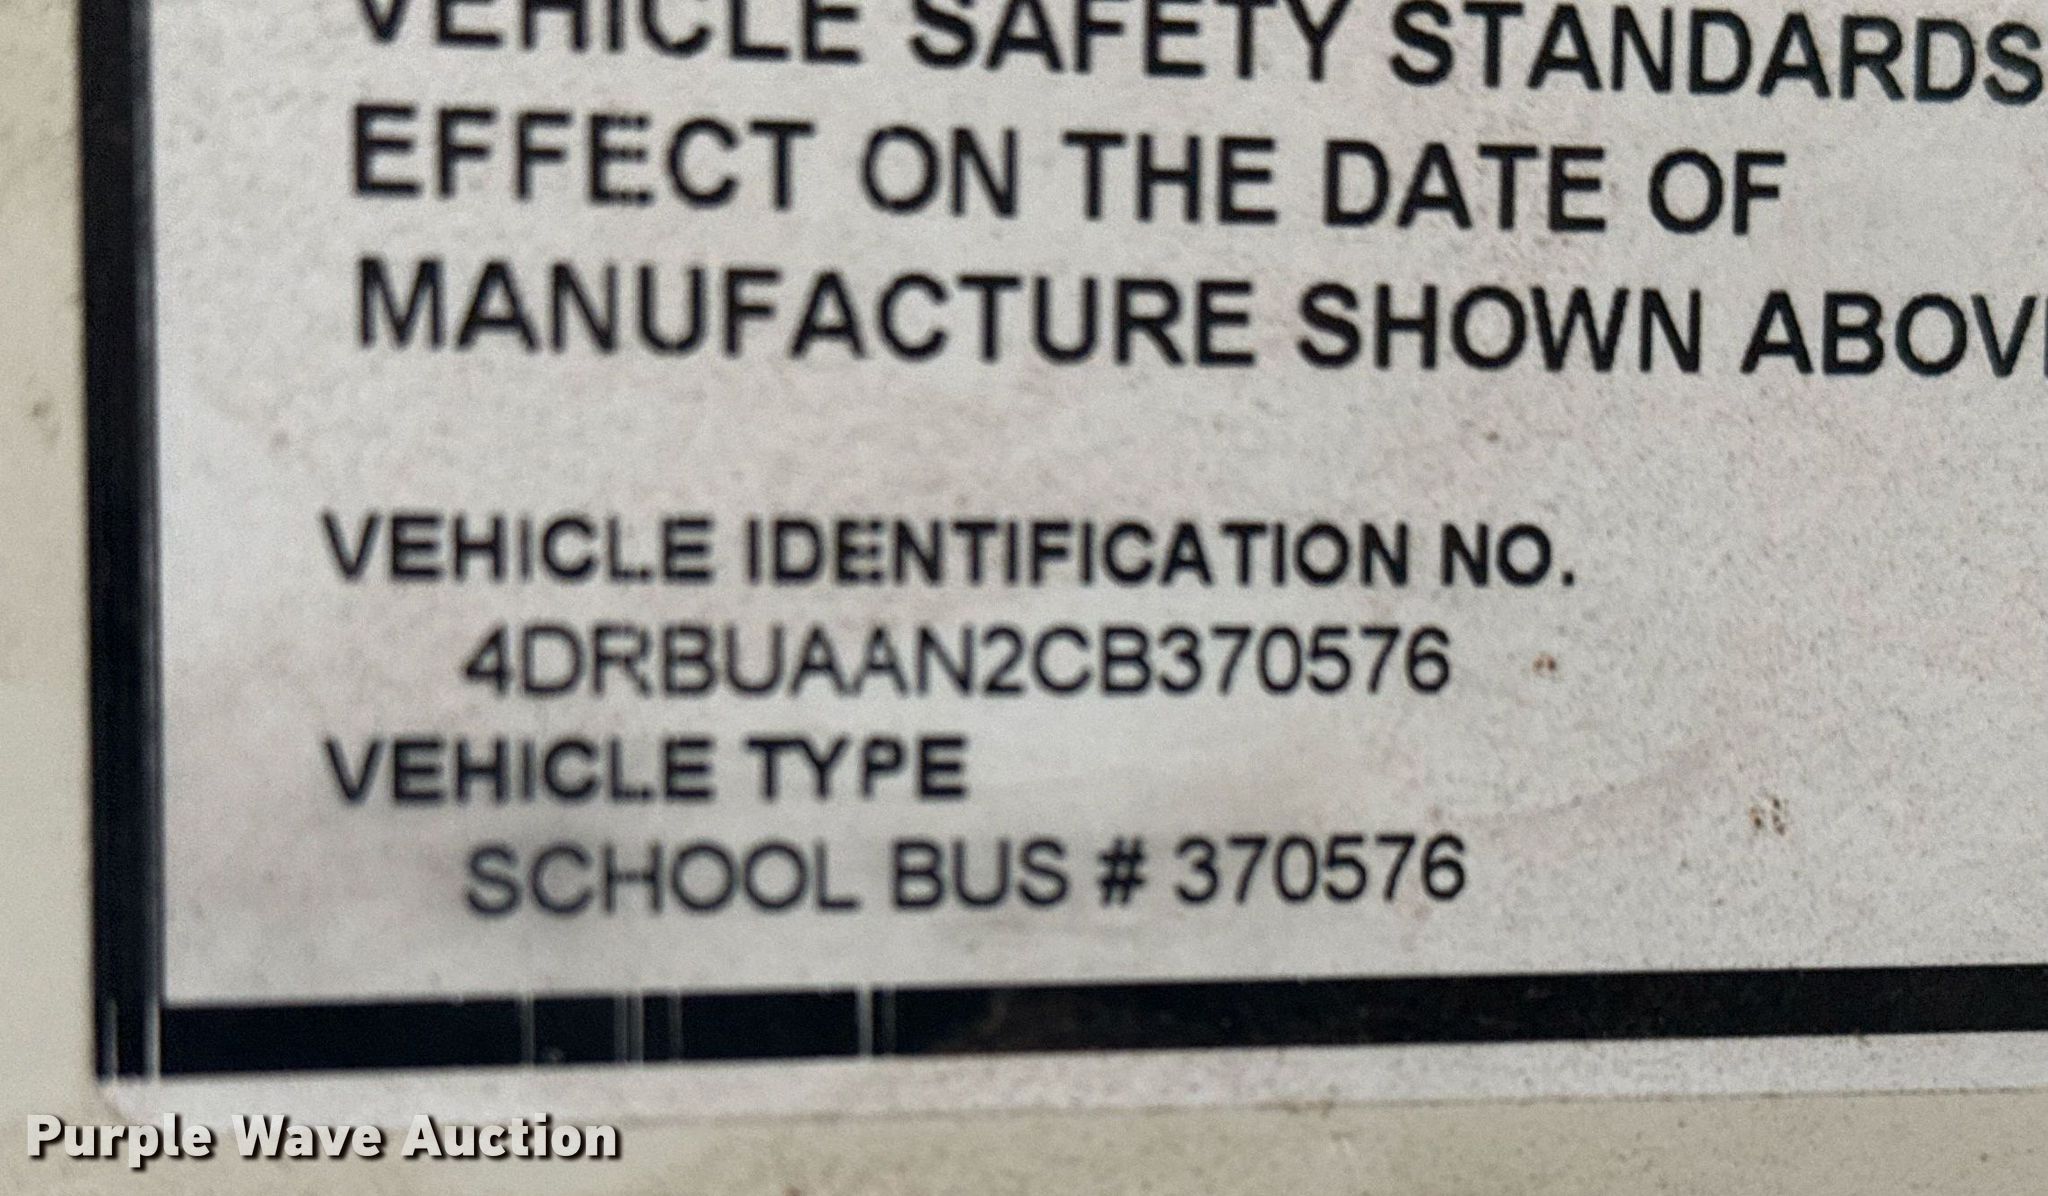 VEHICLE SAFETY STANDARDS
EFFECT ON THE DATE OF
MANUFACTURE SHOWN ABOV
VEHICLE IDENTIFICATION NO.
4DRBUAAN2CB370576
VEHICLE TYPE
SCHOOL BUS # 370576
Purple Wave Auction